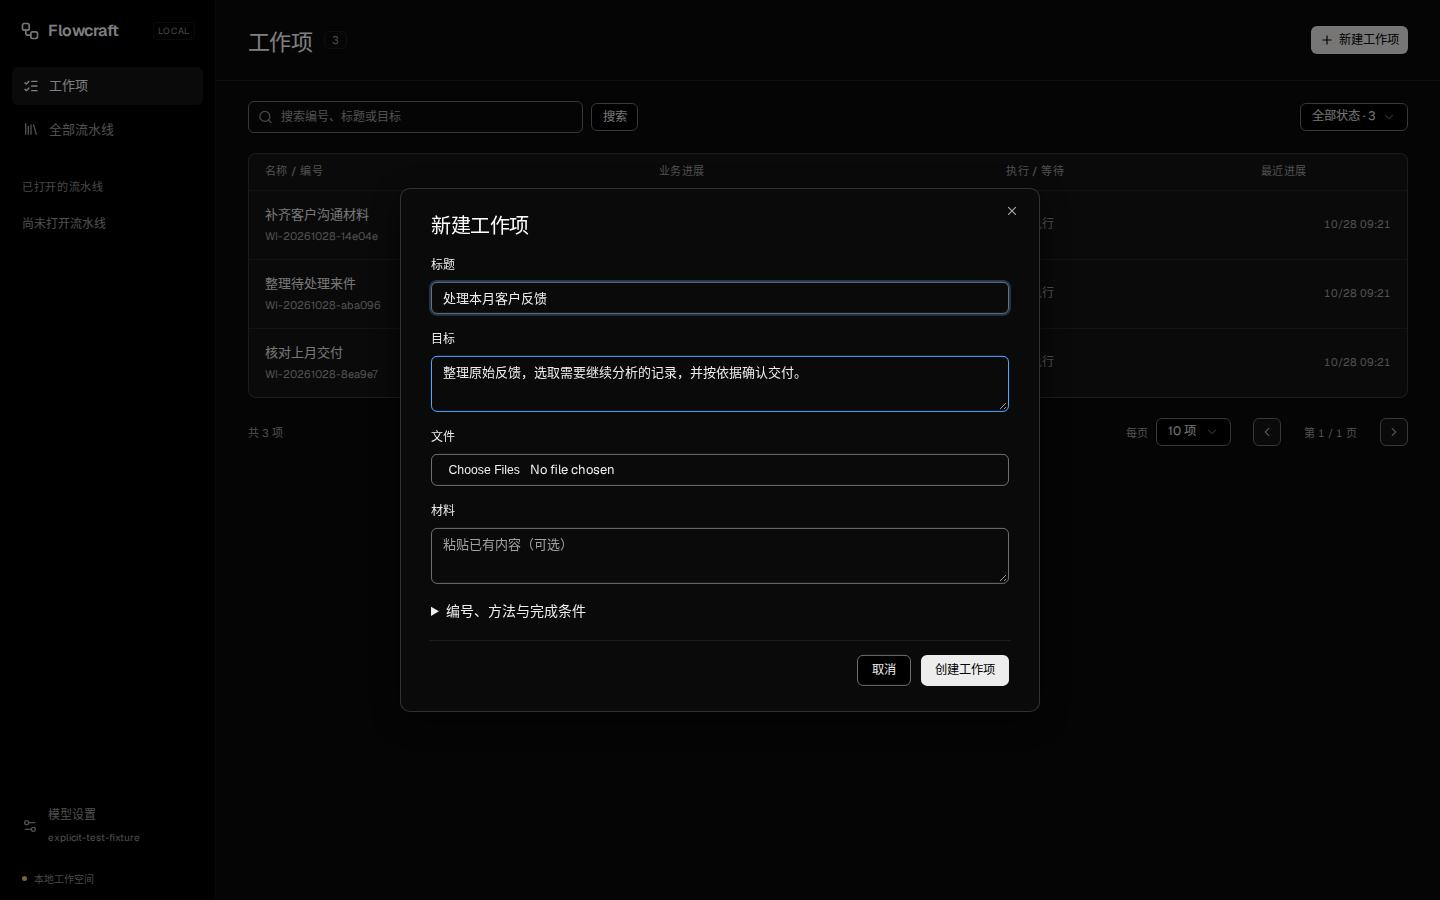 Flowcraft LOCAL
工作项
全部流水线
已打开的流水线
尚未打开流水线
模型设置
explicit-test-fixture
本地工作空间
工作项 3
新建工作项
搜索编号、标题或目标
搜索
全部状态 · 3
名称 / 编号 业务进展 执行 / 等待 最近进展
补齐客户沟通材料
WI-20261028-14e04e
行 10/28 09:21
整理待处理来件
WI-20261028-aba096
行 10/28 09:21
核对上月交付
WI-20261028-8ea9e7
行 10/28 09:21
共 3 项
每页 10 项 第 1 / 1 页
新建工作项
标题
处理本月客户反馈
目标
整理原始反馈，选取需要继续分析的记录，并按依据确认交付。
文件
Choose Files No file chosen
材料
粘贴已有内容（可选）
编号、方法与完成条件
取消 创建工作项